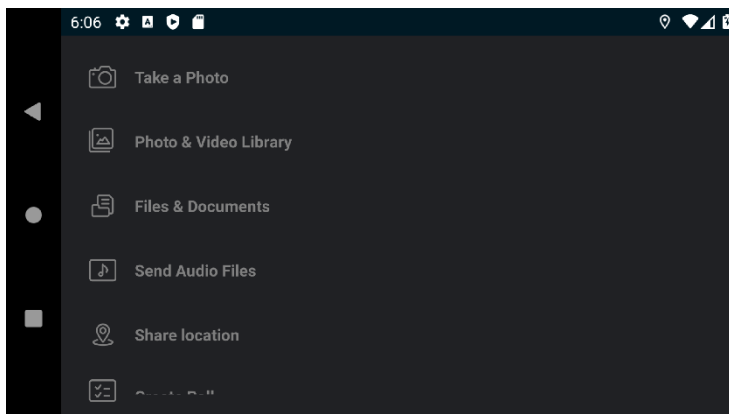 6:06
Take a Photo
Photo & Video Library
Files & Documents
Send Audio Files
Share location